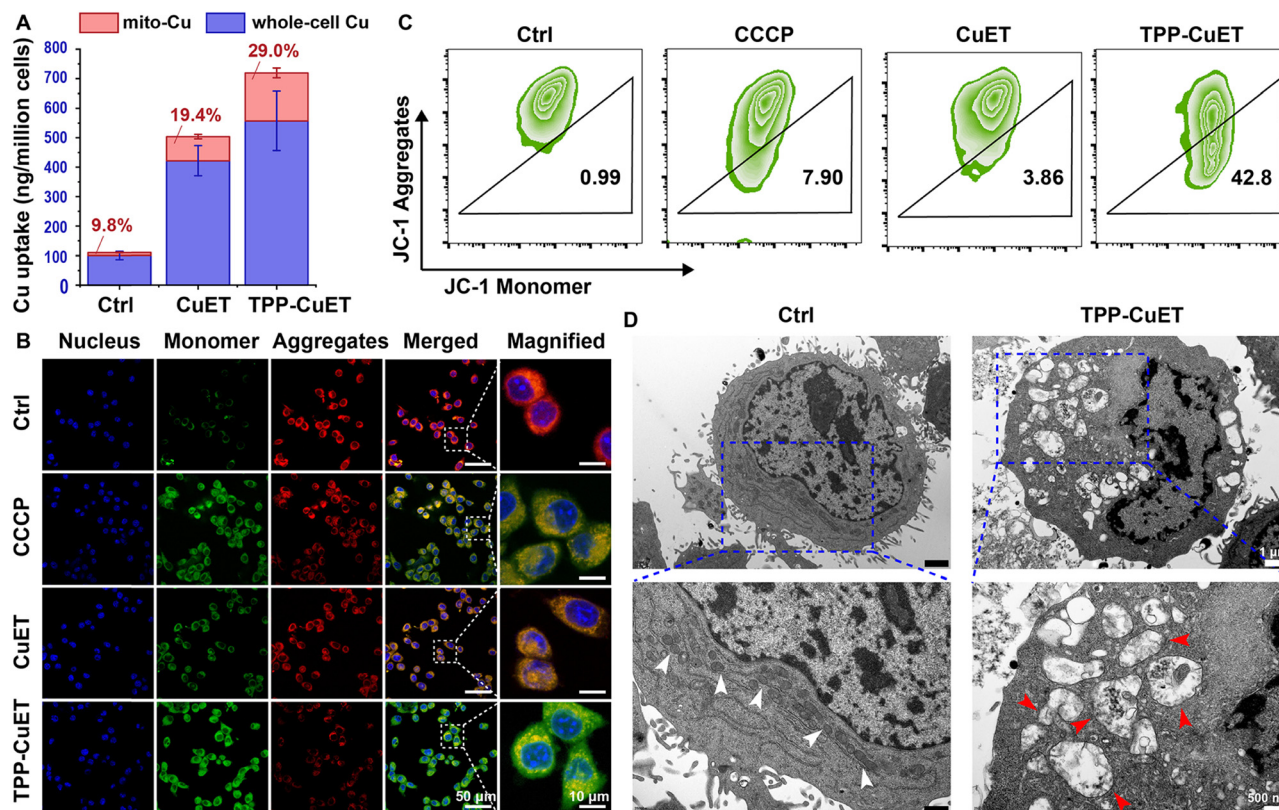 A
mito-Cu
whole-cell Cu
Cu uptake (ng/million cells)
800
700
600
500
400
300
200
100
0
9.8%
19.4%
29.0%
Ctrl
CuET
TPP-CuET
C
Ctrl
CCCP
CuET
TPP-CuET
JC-1 Aggregates
0.99
7.90
3.86
42.8
JC-1 Monomer
B
Nucleus
Monomer
Aggregates
Merged
Magnified
Ctrl
CCCP
CuET
TPP-CuET
50 μm
10 μm
D
Ctrl
TPP-CuET
1 μ
500 n